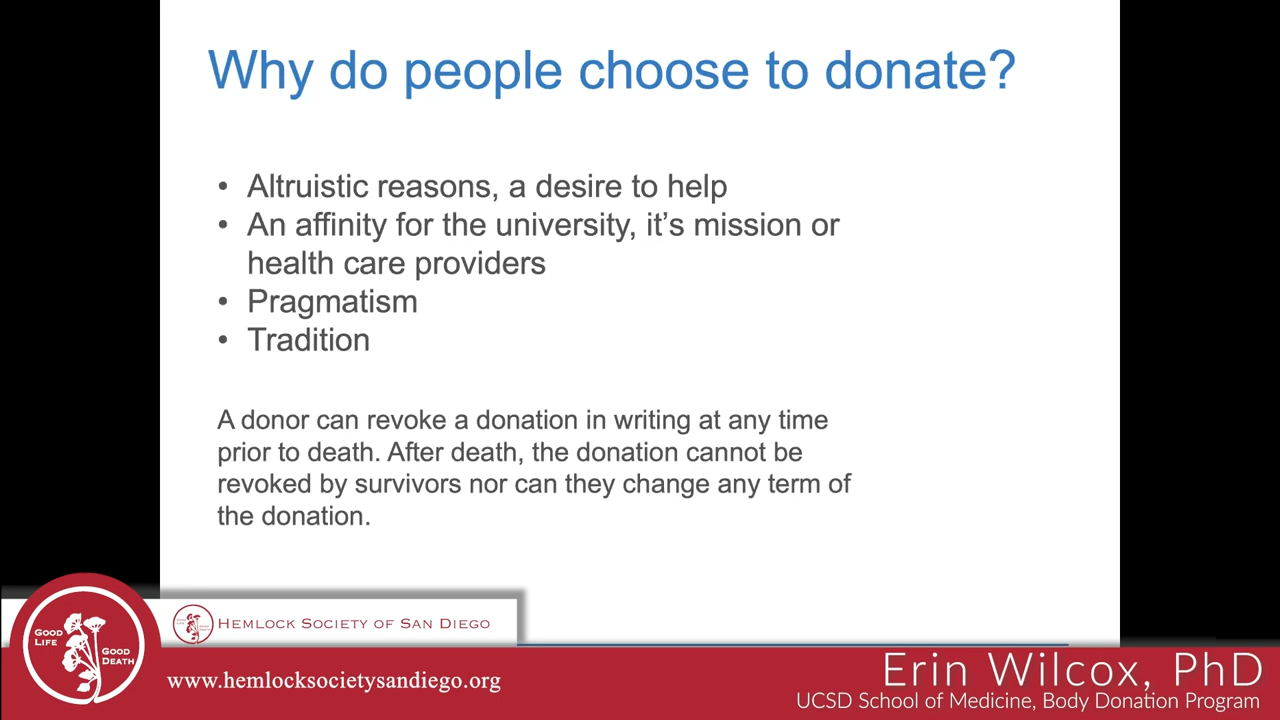 Why do people choose to donate?
• Altruistic reasons, a desire to help
• An affinity for the university, it’s mission or
health care providers
• Pragmatism
• Tradition
A donor can revoke a donation in writing at any time
prior to death. After death, the donation cannot be
revoked by survivors nor can they change any term of
the donation.
Hemlock Society of San Diego
Good
Life
Good
Death
www.hemlocksocietysandiego.org
Erin Wilcox, PhD
UCSD School of Medicine, Body Donation Program